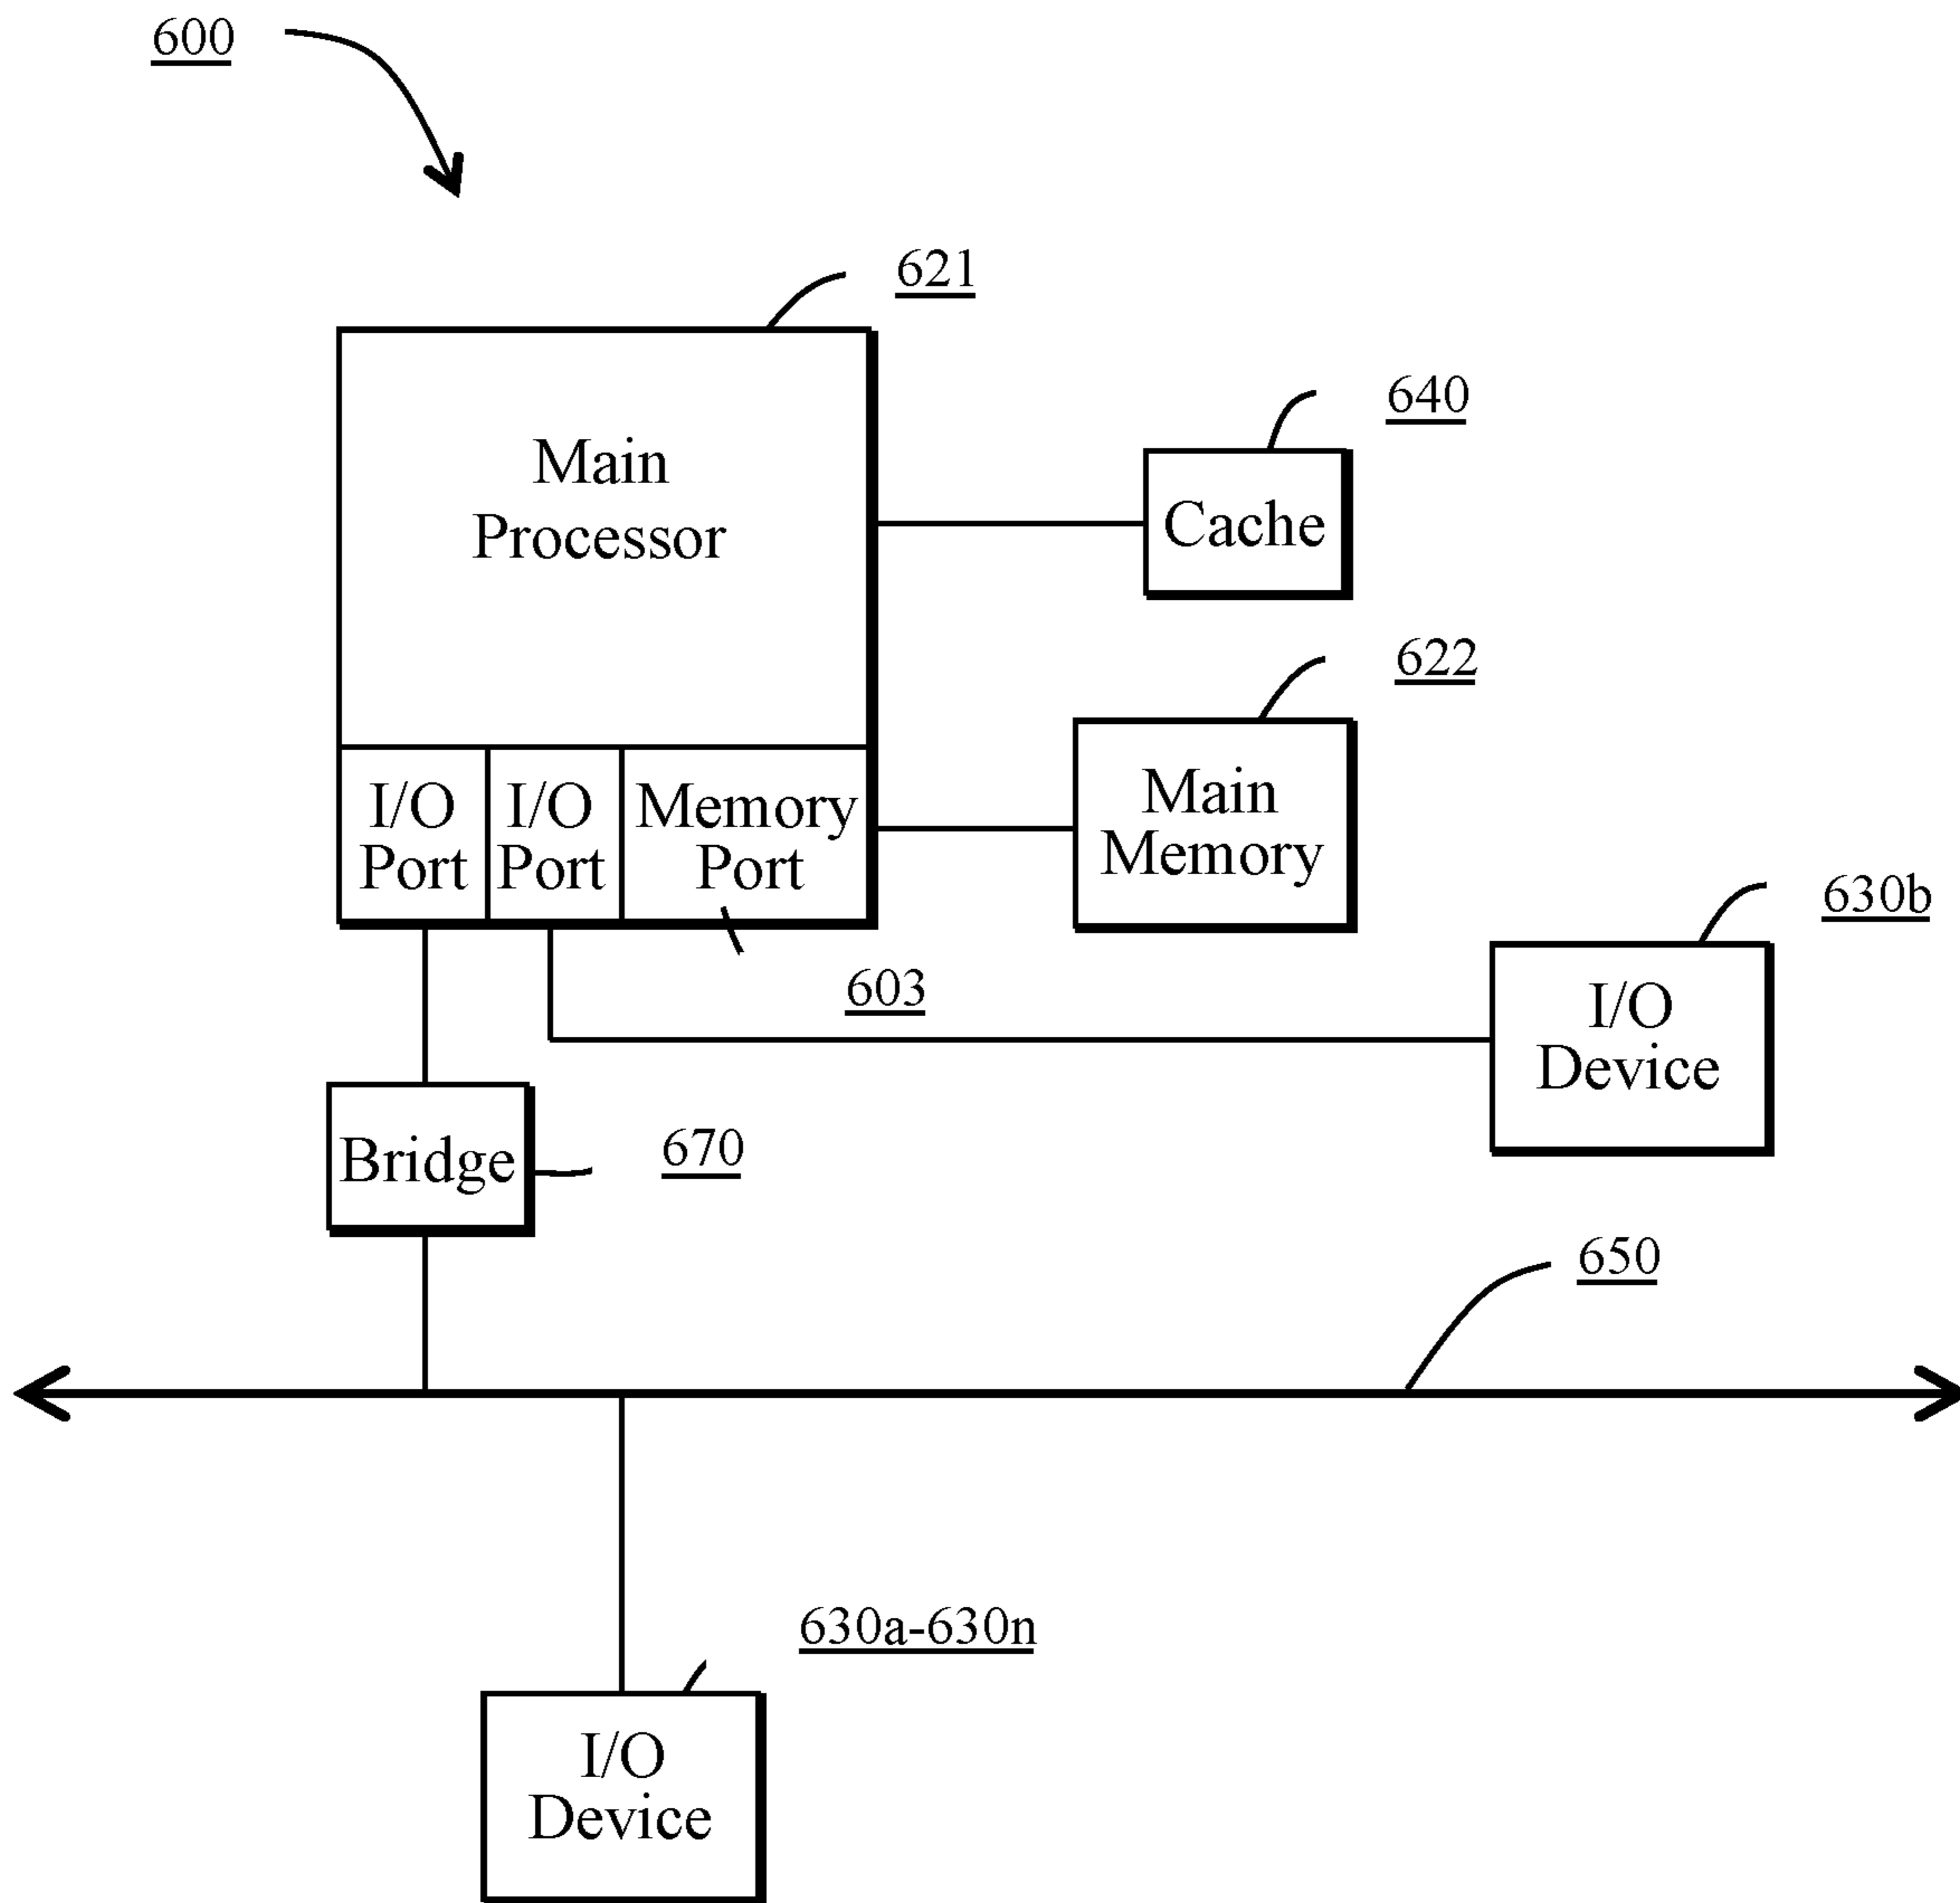 600
621
Main
Processor
640
Cache
622
Main
Memory
I/O
Port
I/O
Port
Memory
Port
603
630b
I/O
Device
Bridge
670
650
630a-630n
I/O
Device